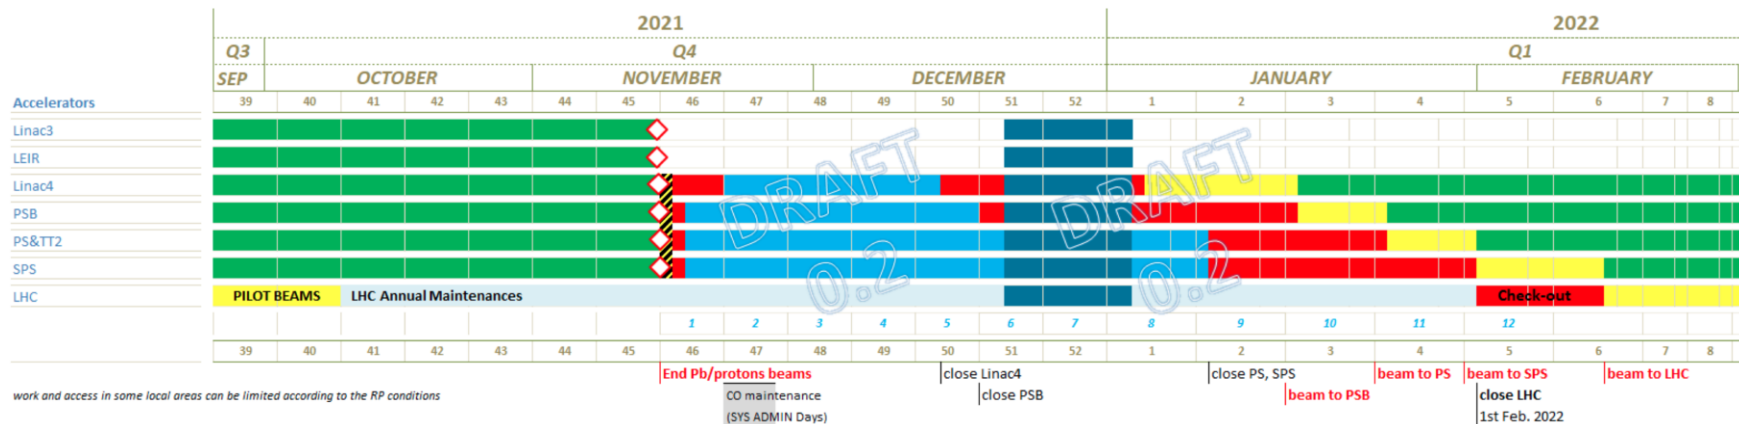 2021 2022
Q3 Q4 Q1
SEP OCTOBER NOVEMBER DECEMBER JANUARY FEBRUARY
Accelerators 39 40 41 42 43 44 45 46 47 48 49 50 51 52 1 2 3 4 5 6 7 8
Linac3
LEIR
Linac4
PSB
PS&TT2
SPS
LHC PILOT BEAMS LHC Annual Maintenances Check-out
DRAFT DRAFT
0.2 0.2
1 2 3 4 5 6 7 8 9 10 11 12
39 40 41 42 43 44 45 46 47 48 49 50 51 52 1 2 3 4 5 6 7 8
End Pb/protons beams close Linac4 close PS, SPS beam to PS beam to SPS beam to LHC
work and access in some local areas can be limited according to the RP conditions CO maintenance close PSB beam to PSB close LHC
(SYS ADMIN Days) 1st Feb. 2022